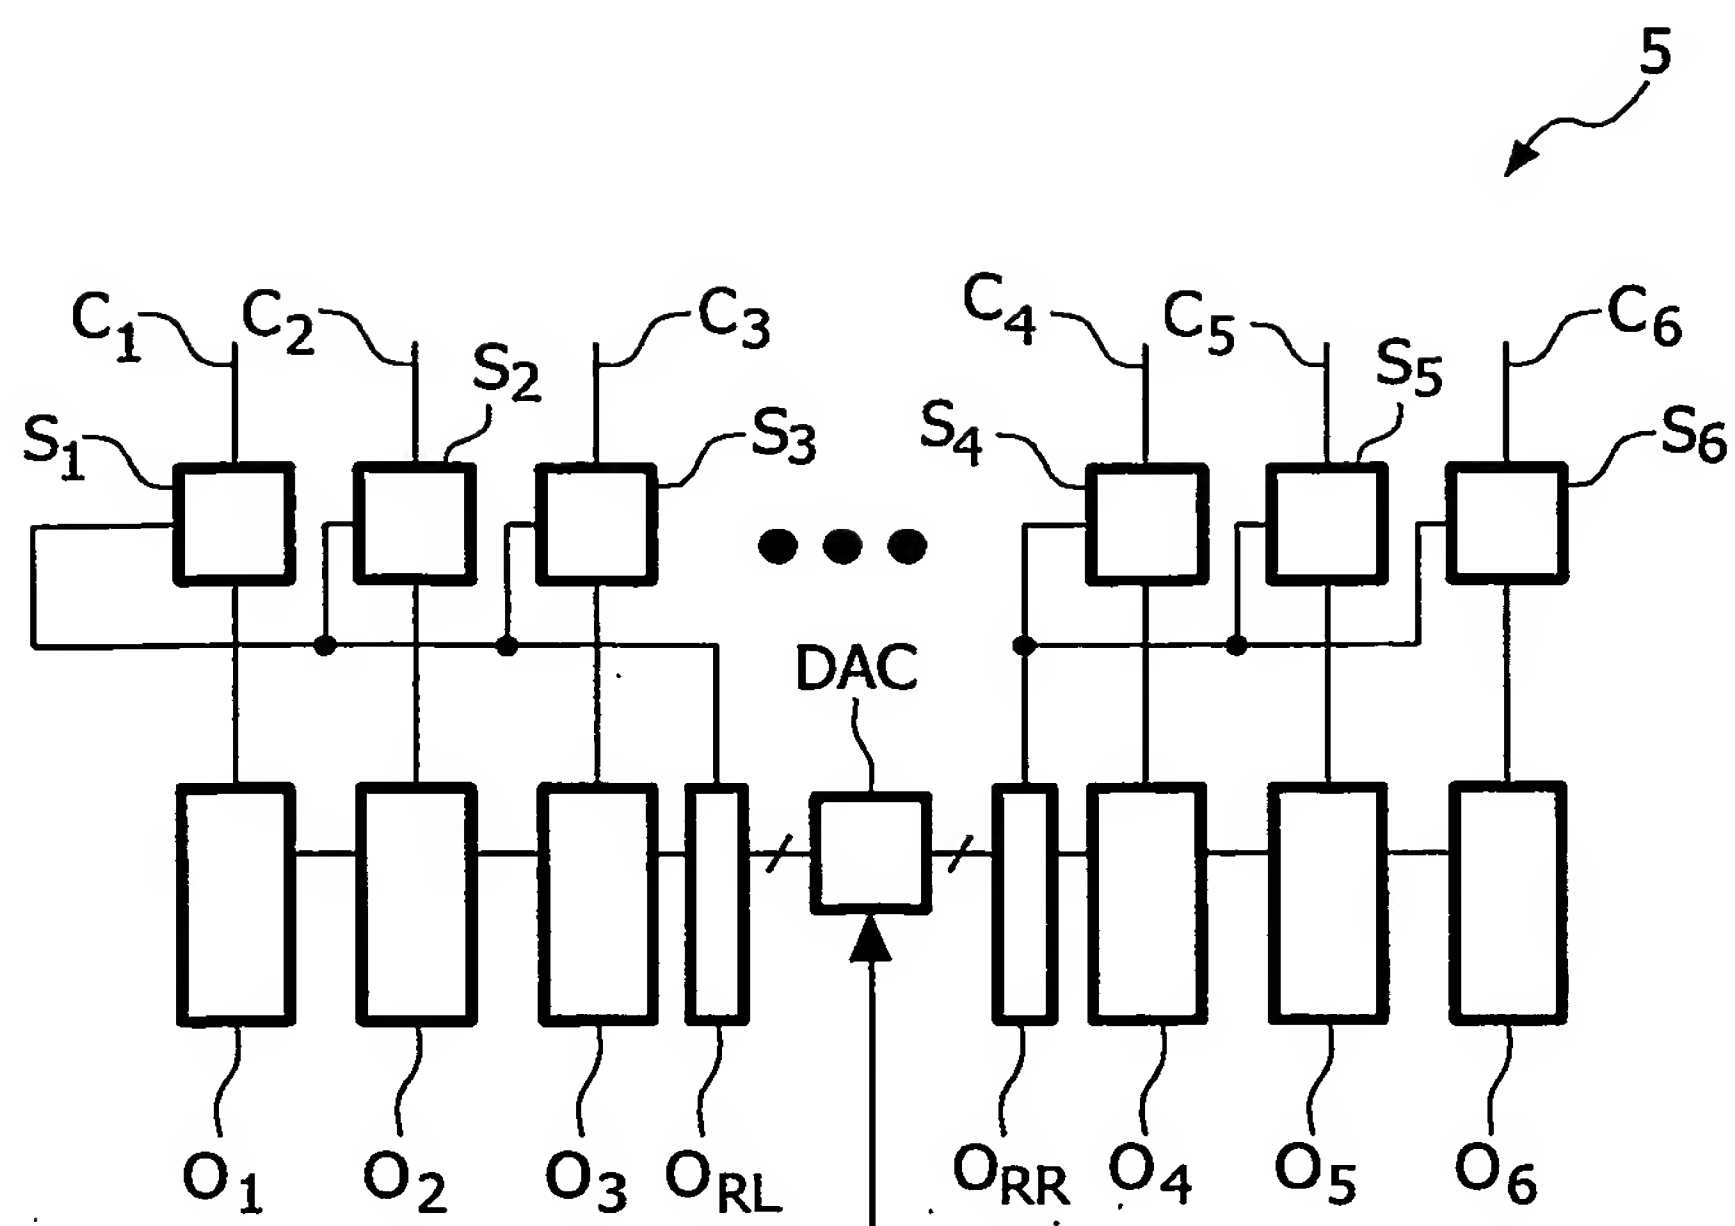 5
C1 C2 C3 C4 C5 C6
S1 S2 S3 S4 S5 S6
DAC
O1 O2 O3 ORL ORR O4 O5 O6